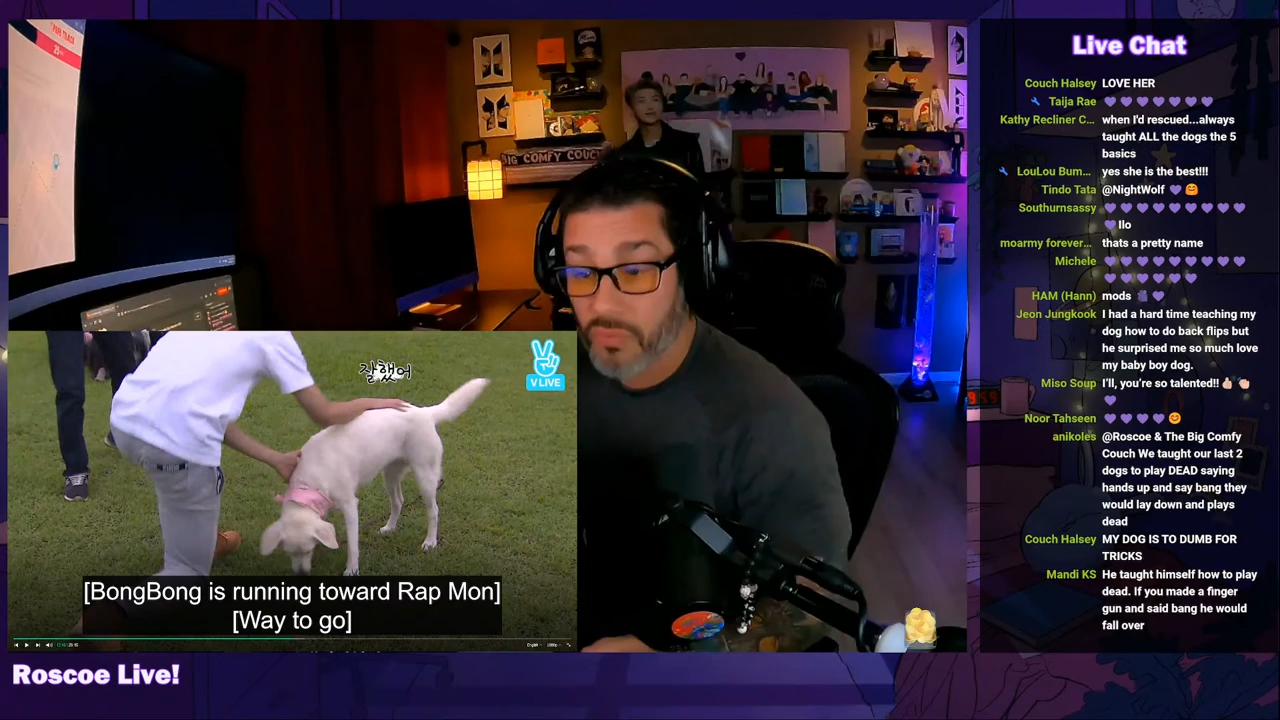 Live Chat
Couch Halsey LOVE HER
Taija Rae
Kathy Recliner C... when I'd rescued...always
taught ALL the dogs the 5
basics
LouLou Bum... yes she is the best!!!
Tindo Tata @NightWolf
Southurnsassy
Ilo
moarmy forever... thats a pretty name
Michele
HAM (Hann) mods
Jeon Jungkook I had a hard time teaching my
dog how to do back flips but
he surprised me so much love
my baby boy dog.
Miso Soup I'll, you're so talented!!
Noor Tahseen
anikoles @Roscoe & The Big Comfy
Couch We taught our last 2
dogs to play DEAD saying
hands up and say bang they
would lay down and plays
dead
Couch Halsey MY DOG IS TO DUMB FOR
TRICKS
Mandi KS He taught himself how to play
dead. If you made a finger
gun and said bang he would
fall over
BIG COMFY COUCH
잘했어
V LIVE
[BongBong is running toward Rap Mon]
[Way to go]
Roscoe Live!